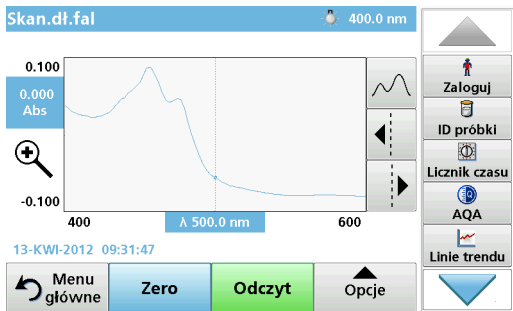 Skan.dł.fal
400.0 nm
0.100
0.000
Abs
-0.100
400
λ 500.0 nm
600
13-KWI-2012 09:31:47
Menu
główne
Zero
Odczyt
Opcje
Zaloguj
ID próbki
Licznik czasu
AQA
Linie trendu